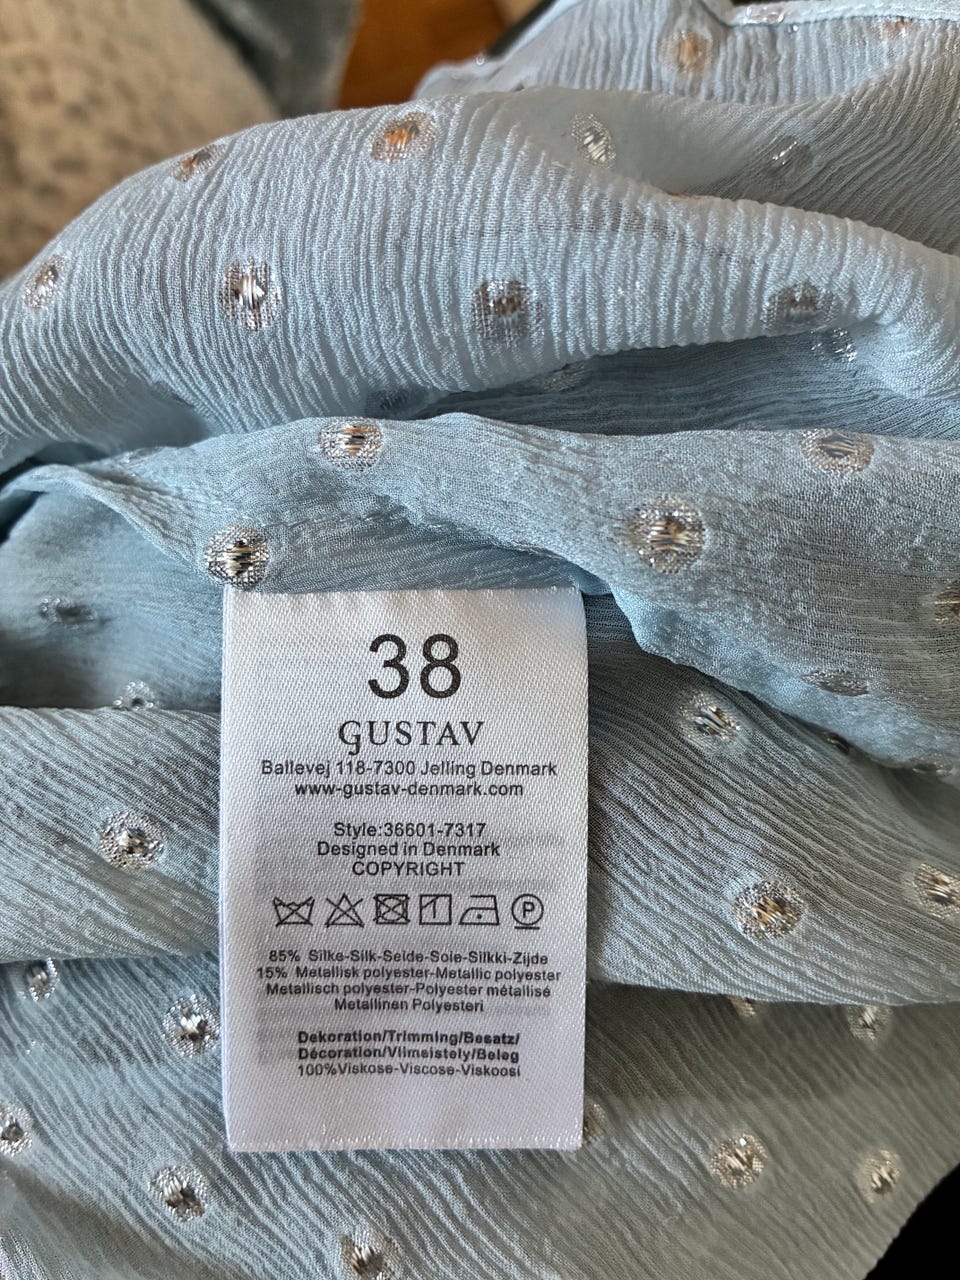 38
GUSTAV
Ballevej 118-7300 Jelling Denmark
www-gustav-denmark.com
Style:36601-7317
Designed in Denmark
COPYRIGHT
P
85% Silke-Silk-Seide-Soie-Silkki-Zijde
15% Metallisk polyester-Metallic polyester
Metallisch polyester-Polyester métallisé
Metallinen Polyesteri
Dekoration/Trimming/Besatz/
Décoration/Viimeistely/Beleg
100%Viskose-Viscose-Viskoosi